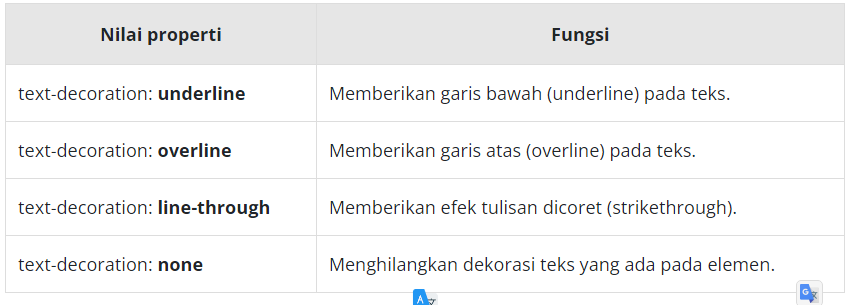 Nilai properti Fungsi
text-decoration: underline Memberikan garis bawah (underline) pada teks.
text-decoration: overline Memberikan garis atas (overline) pada teks.
text-decoration: line-through Memberikan efek tulisan dicoret (strikethrough).
text-decoration: none Menghilangkan dekorasi teks yang ada pada elemen.